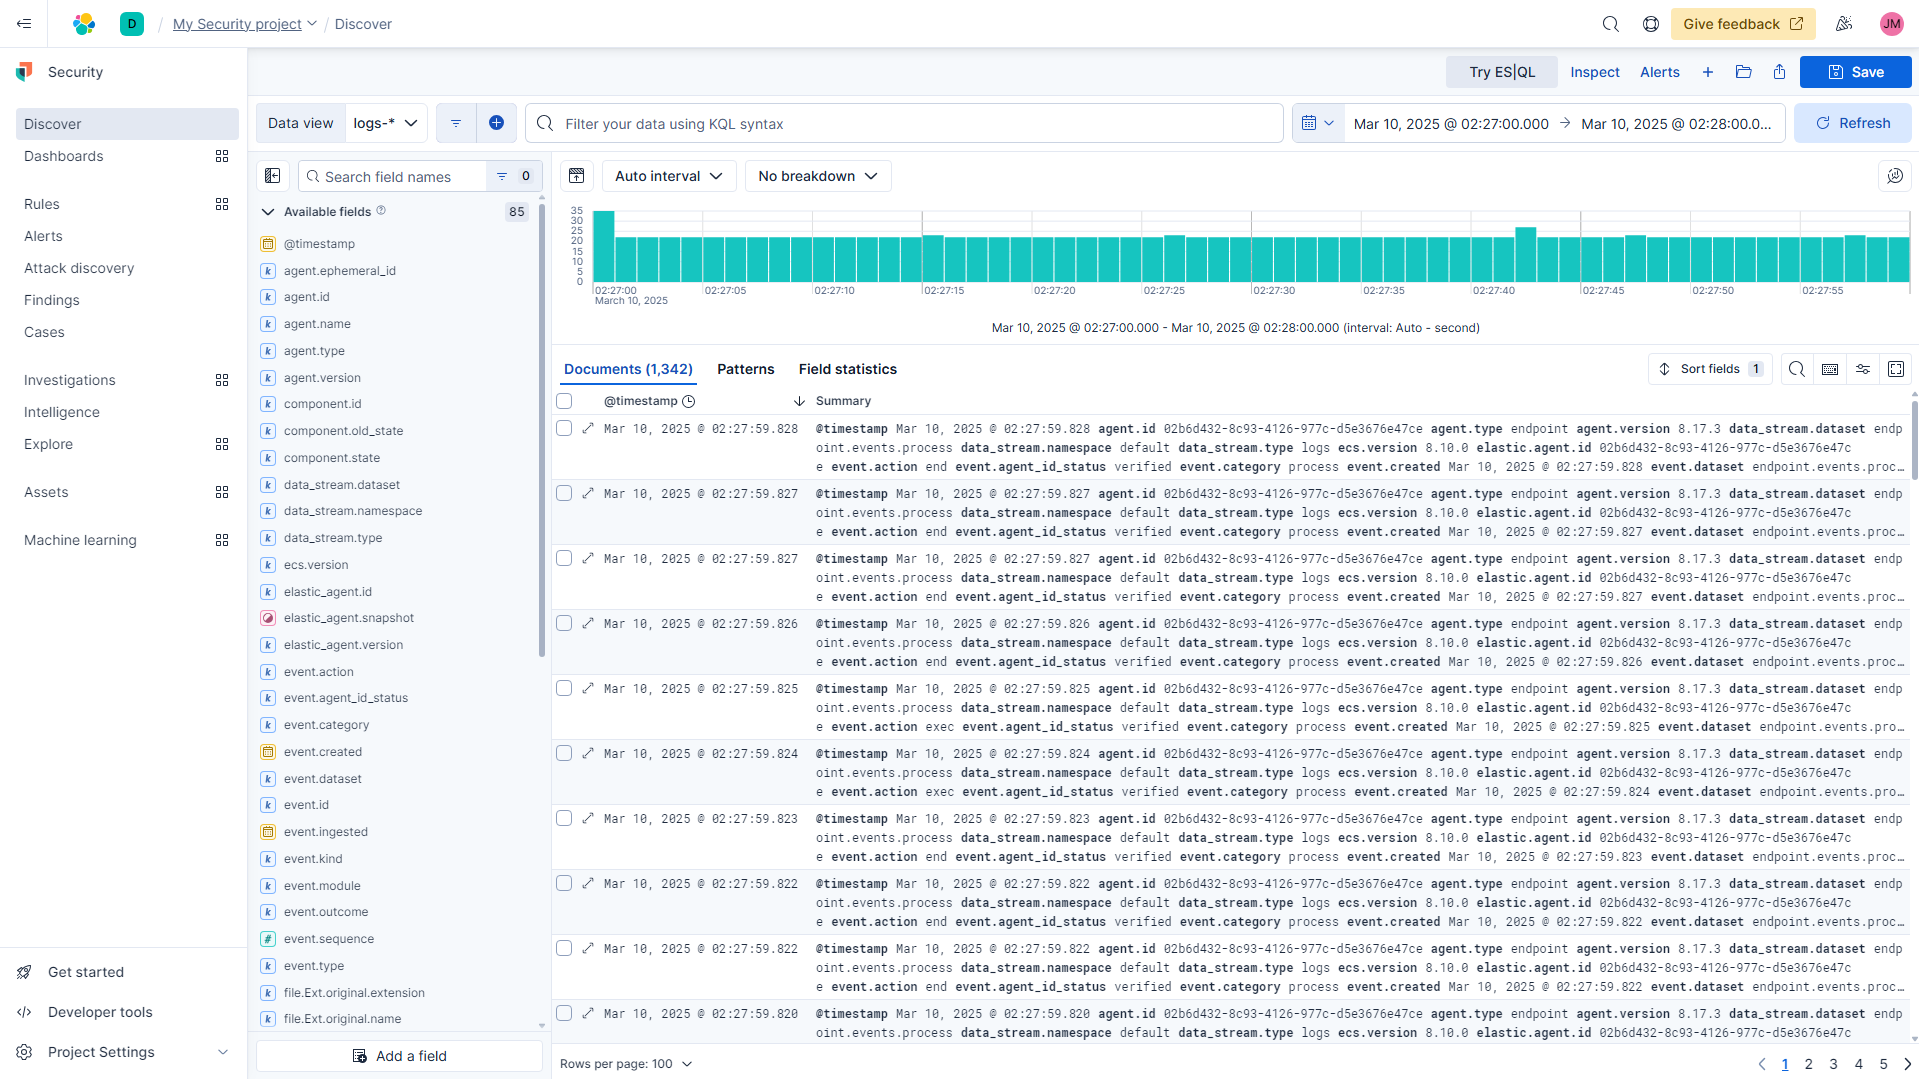 D
My Security project
Discover
Give feedback
JM
Security
Try ES|QL
Inspect
Alerts
Save
Data view
logs-*
Filter your data using KQL syntax
Mar 10, 2025 @ 02:27:00.000
Mar 10, 2025 @ 02:28:00.0...
Refresh
Discover
Dashboards
Rules
Alerts
Attack discovery
Findings
Cases
Investigations
Intelligence
Explore
Assets
Machine learning
Get started
Developer tools
Project Settings
Search field names
0
Available fields
85
@timestamp
agent.ephemeral_id
agent.id
agent.name
agent.type
agent.version
component.id
component.old_state
component.state
data_stream.dataset
data_stream.namespace
data_stream.type
ecs.version
elastic_agent.id
elastic_agent.snapshot
elastic_agent.version
event.action
event.agent_id_status
event.category
event.created
event.dataset
event.id
event.ingested
event.kind
event.module
event.outcome
event.sequence
event.type
file.Ext.original.extension
file.Ext.original.name
Add a field
Auto interval
No breakdown
35
30
25
20
15
10
5
0
02:27:00
March 10, 2025
02:27:05
02:27:10
02:27:15
02:27:20
02:27:25
02:27:30
02:27:35
02:27:40
02:27:45
02:27:50
02:27:55
Mar 10, 2025 @ 02:27:00.000 - Mar 10, 2025 @ 02:28:00.000 (interval: Auto - second)
Documents (1,342)
Patterns
Field statistics
Sort fields 1
@timestamp
Summary
Mar 10, 2025 @ 02:27:59.828
@timestamp Mar 10, 2025 @ 02:27:59.828 agent.id 02b6d432-8c93-4126-977c-d5e3676e47ce agent.type endpoint agent.version 8.17.3 data_stream.dataset endp
oint.events.process data_stream.namespace default data_stream.type logs ecs.version 8.10.0 elastic.agent.id 02b6d432-8c93-4126-977c-d5e3676e47c
e event.action end event.agent_id_status verified event.category process event.created Mar 10, 2025 @ 02:27:59.828 event.dataset endpoint.events.proc…
Mar 10, 2025 @ 02:27:59.827
@timestamp Mar 10, 2025 @ 02:27:59.827 agent.id 02b6d432-8c93-4126-977c-d5e3676e47ce agent.type endpoint agent.version 8.17.3 data_stream.dataset endp
oint.events.process data_stream.namespace default data_stream.type logs ecs.version 8.10.0 elastic.agent.id 02b6d432-8c93-4126-977c-d5e3676e47c
e event.action end event.agent_id_status verified event.category process event.created Mar 10, 2025 @ 02:27:59.827 event.dataset endpoint.events.proc…
Mar 10, 2025 @ 02:27:59.827
@timestamp Mar 10, 2025 @ 02:27:59.827 agent.id 02b6d432-8c93-4126-977c-d5e3676e47ce agent.type endpoint agent.version 8.17.3 data_stream.dataset endp
oint.events.process data_stream.namespace default data_stream.type logs ecs.version 8.10.0 elastic.agent.id 02b6d432-8c93-4126-977c-d5e3676e47c
e event.action end event.agent_id_status verified event.category process event.created Mar 10, 2025 @ 02:27:59.827 event.dataset endpoint.events.proc…
Mar 10, 2025 @ 02:27:59.826
@timestamp Mar 10, 2025 @ 02:27:59.826 agent.id 02b6d432-8c93-4126-977c-d5e3676e47ce agent.type endpoint agent.version 8.17.3 data_stream.dataset endp
oint.events.process data_stream.namespace default data_stream.type logs ecs.version 8.10.0 elastic.agent.id 02b6d432-8c93-4126-977c-d5e3676e47c
e event.action end event.agent_id_status verified event.category process event.created Mar 10, 2025 @ 02:27:59.826 event.dataset endpoint.events.proc…
Mar 10, 2025 @ 02:27:59.825
@timestamp Mar 10, 2025 @ 02:27:59.825 agent.id 02b6d432-8c93-4126-977c-d5e3676e47ce agent.type endpoint agent.version 8.17.3 data_stream.dataset endp
oint.events.process data_stream.namespace default data_stream.type logs ecs.version 8.10.0 elastic.agent.id 02b6d432-8c93-4126-977c-d5e3676e47c
e event.action exec event.agent_id_status verified event.category process event.created Mar 10, 2025 @ 02:27:59.825 event.dataset endpoint.events.pro…
Mar 10, 2025 @ 02:27:59.824
@timestamp Mar 10, 2025 @ 02:27:59.824 agent.id 02b6d432-8c93-4126-977c-d5e3676e47ce agent.type endpoint agent.version 8.17.3 data_stream.dataset endp
oint.events.process data_stream.namespace default data_stream.type logs ecs.version 8.10.0 elastic.agent.id 02b6d432-8c93-4126-977c-d5e3676e47c
e event.action exec event.agent_id_status verified event.category process event.created Mar 10, 2025 @ 02:27:59.824 event.dataset endpoint.events.pro…
Mar 10, 2025 @ 02:27:59.823
@timestamp Mar 10, 2025 @ 02:27:59.823 agent.id 02b6d432-8c93-4126-977c-d5e3676e47ce agent.type endpoint agent.version 8.17.3 data_stream.dataset endp
oint.events.process data_stream.namespace default data_stream.type logs ecs.version 8.10.0 elastic.agent.id 02b6d432-8c93-4126-977c-d5e3676e47c
e event.action end event.agent_id_status verified event.category process event.created Mar 10, 2025 @ 02:27:59.823 event.dataset endpoint.events.proc…
Mar 10, 2025 @ 02:27:59.822
@timestamp Mar 10, 2025 @ 02:27:59.822 agent.id 02b6d432-8c93-4126-977c-d5e3676e47ce agent.type endpoint agent.version 8.17.3 data_stream.dataset endp
oint.events.process data_stream.namespace default data_stream.type logs ecs.version 8.10.0 elastic.agent.id 02b6d432-8c93-4126-977c-d5e3676e47c
e event.action end event.agent_id_status verified event.category process event.created Mar 10, 2025 @ 02:27:59.822 event.dataset endpoint.events.proc…
Mar 10, 2025 @ 02:27:59.822
@timestamp Mar 10, 2025 @ 02:27:59.822 agent.id 02b6d432-8c93-4126-977c-d5e3676e47ce agent.type endpoint agent.version 8.17.3 data_stream.dataset endp
oint.events.process data_stream.namespace default data_stream.type logs ecs.version 8.10.0 elastic.agent.id 02b6d432-8c93-4126-977c-d5e3676e47c
e event.action end event.agent_id_status verified event.category process event.created Mar 10, 2025 @ 02:27:59.822 event.dataset endpoint.events.proc…
Mar 10, 2025 @ 02:27:59.820
@timestamp Mar 10, 2025 @ 02:27:59.820 agent.id 02b6d432-8c93-4126-977c-d5e3676e47ce agent.type endpoint agent.version 8.17.3 data_stream.dataset endp
oint.events.process data_stream.namespace default data_stream.type logs ecs.version 8.10.0 elastic.agent.id 02b6d432-8c93-4126-977c-d5e3676e47c
Rows per page: 100
1 2 3 4 5